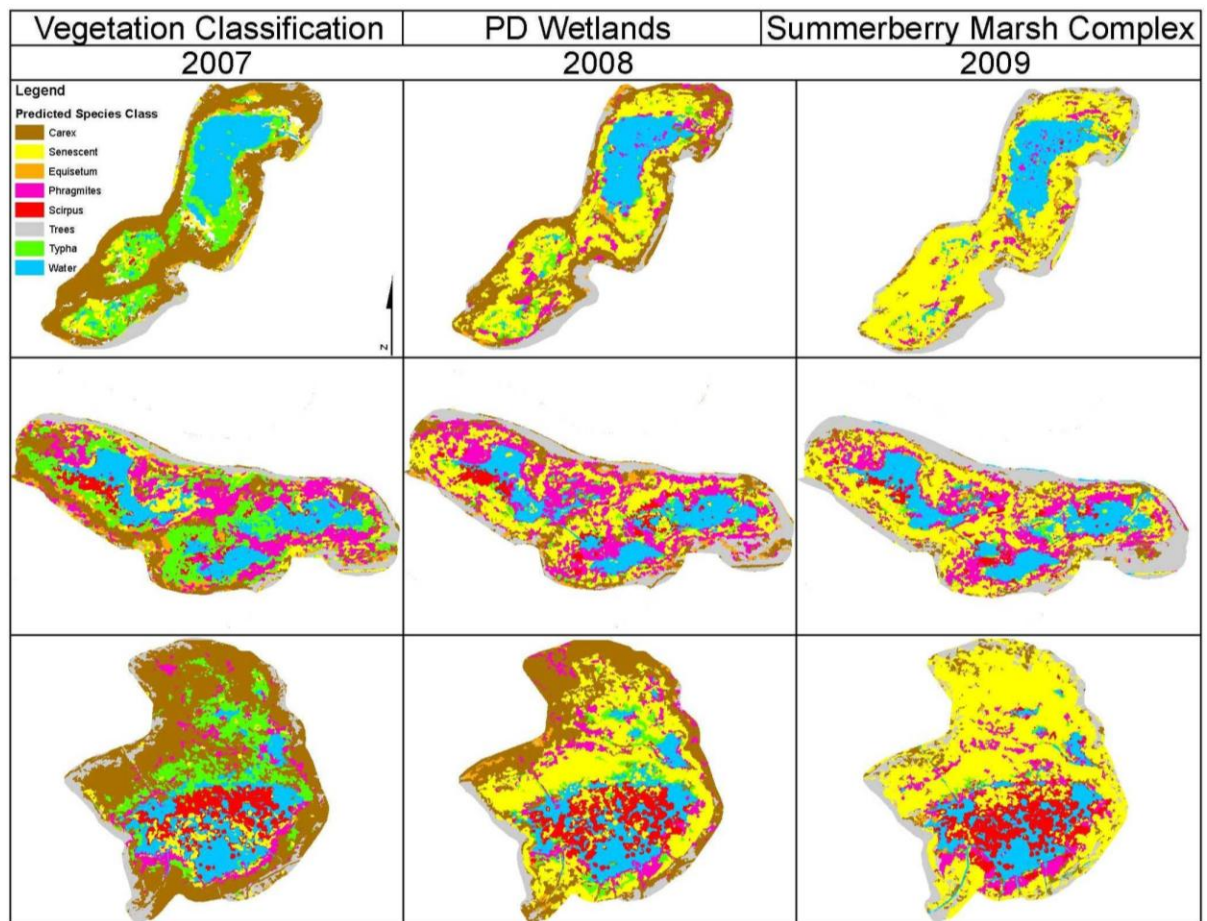 Vegetation Classification
PD Wetlands
Summerberry Marsh Complex
2007
2008
2009
Legend
Predicted Species Class
Carex
Senescent
Equisetum
Phragmites
Scirpus
Trees
Typha
Water
N